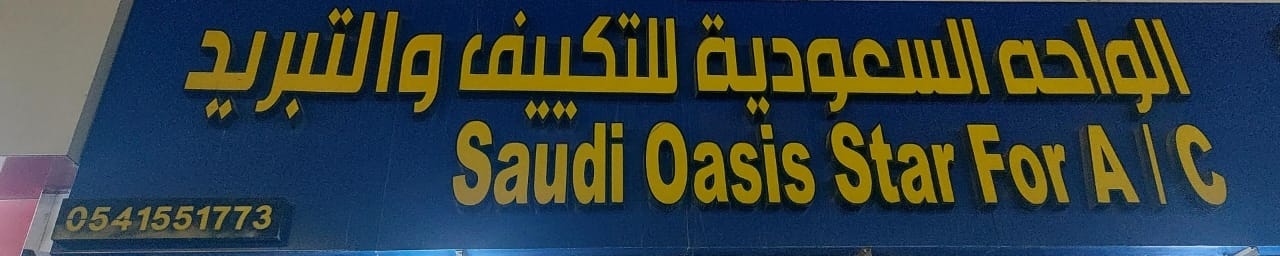 الواحه السعودية للتكييف والتبريد
Saudi Oasis Star For A/C
0541551773